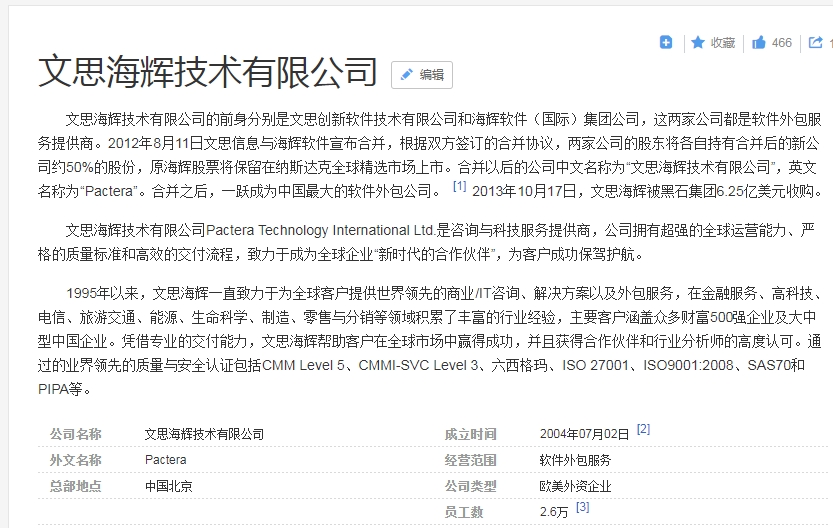 收藏 466
文思海辉技术有限公司 编辑
文思海辉技术有限公司的前身分别是文思创新软件技术有限公司和海辉软件（国际）集团公司，这两家公司都是软件外包服
务提供商。2012年8月11日文思信息与海辉软件宣布合并，根据双方签订的合并协议，两家公司的股东将各自持有合并后的新公
司约50%的股份，原海辉股票将保留在纳斯达克全球精选市场上市。合并以后的公司中文名称为“文思海辉技术有限公司”，英文
名称为“Pactera”。合并之后，一跃成为中国最大的软件外包公司。 [1] 2013年10月17日，文思海辉被黑石集团6.25亿美元收购。
文思海辉技术有限公司Pactera Technology International Ltd.是咨询与科技服务提供商，公司拥有超强的全球运营能力、严
格的质量标准和高效的交付流程，致力于成为全球企业“新时代的合作伙伴”，为客户成功保驾护航。
1995年以来，文思海辉一直致力于为全球客户提供世界领先的商业/IT咨询、解决方案以及外包服务，在金融服务、高科技、
电信、旅游交通、能源、生命科学、制造、零售与分销等领域积累了丰富的行业经验，主要客户涵盖众多财富500强企业及大中
型中国企业。凭借专业的交付能力，文思海辉帮助客户在全球市场中赢得成功，并且获得合作伙伴和行业分析师的高度认可。通
过的业界领先的质量与安全认证包括CMM Level 5、CMMI-SVC Level 3、六西格玛、ISO 27001、ISO9001:2008、SAS70和
PIPA等。
公司名称 文思海辉技术有限公司 成立时间 2004年07月02日 [2]
外文名称 Pactera 经营范围 软件外包服务
总部地点 中国北京 公司类型 欧美外资企业
员工数 2.6万 [3]